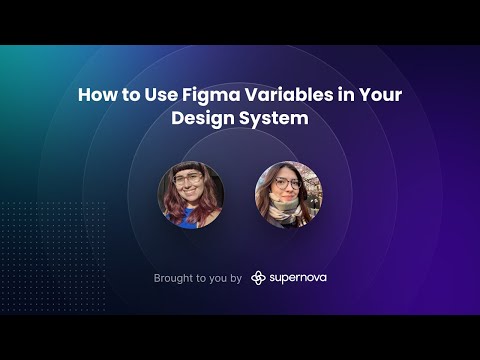 How to Use Figma Variables in Your
Design System
Brought to you by supernova